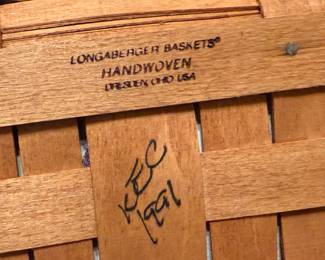 LONGABERGER BASKETS®
HANDWOVEN
DRESDEN, OHIO USA
KEC
1991